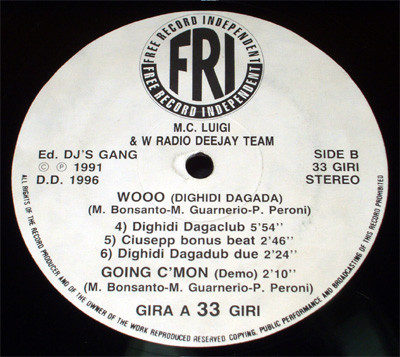 FREE RECORD INDEPENDENT
FRI
FREE RECORD INDEPENDENT
M.C. LUIGI
& W RADIO DEEJAY TEAM
Ed. DJ'S GANG
SIDE B
© ℗ 1991
33 GIRI
D.D. 1996
STEREO
WOOO (DIGHIDI DAGADA)
(M. Bonsanto-M. Guarnerio-P. Peroni)
4) Dighidi Dagaclub 5'54''
5) Ciusepp bonus beat 2'46''
6) Dighidi Dagadub due 2'24''
GOING C'MON (Demo) 2'10''
(M. Bonsanto-M. Guarnerio-P. Peroni)
GIRA A 33 GIRI
ALL RIGHTS OF THE RECORD PRODUCER AND OF THE OWNER OF THE WORK REPRODUCED RESERVED COPYING, PUBLIC PERFORMANCE AND BROADCASTING OF THIS RECORD PROHIBITED